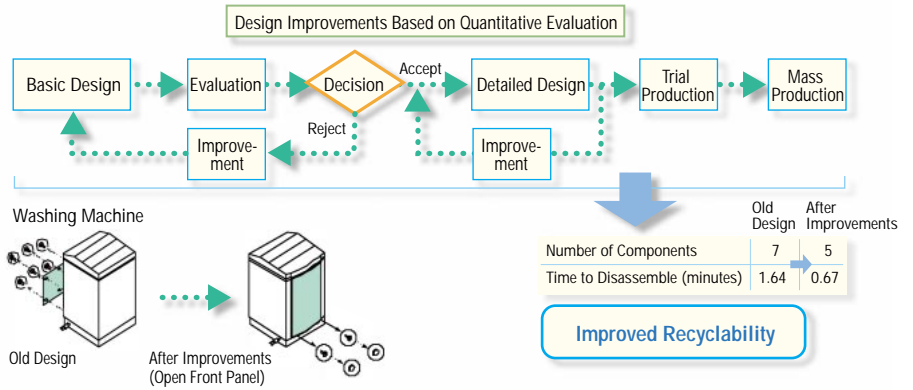 Design Improvements Based on Quantitative Evaluation
Basic Design
Evaluation
Decision
Accept
Detailed Design
Trial
Production
Mass
Production
Reject
Improve-
ment
Improve-
ment
Washing Machine
Old Design
After Improvements
(Open Front Panel)
Old
Design
After
Improvements
Number of Components 7 5
Time to Disassemble (minutes) 1.64 0.67
Improved Recyclability